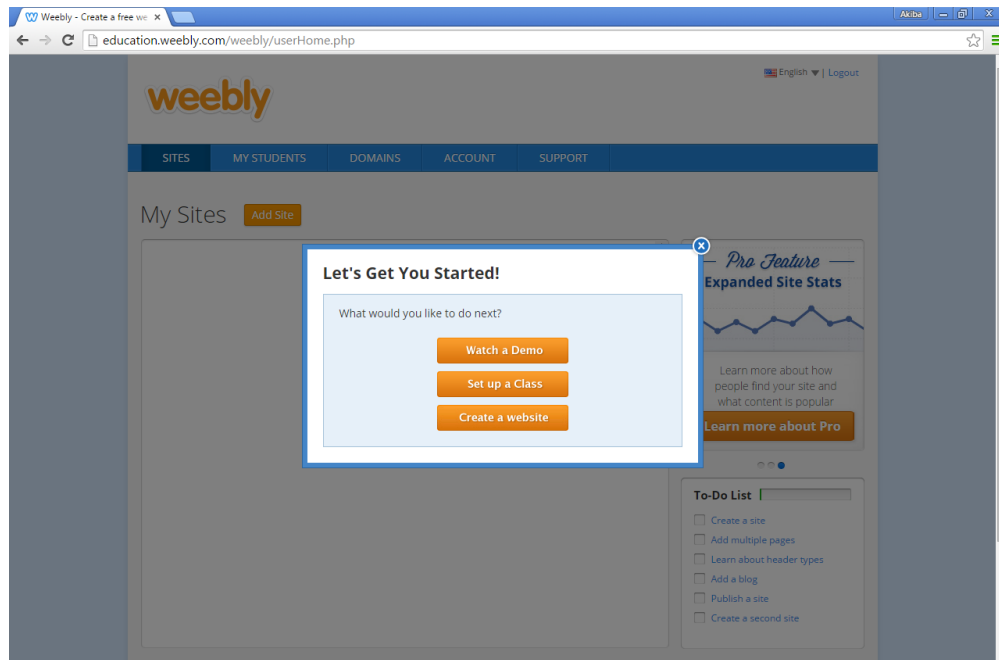 Weebly - Create a free we
Akiba
education.weebly.com/weebly/userHome.php
English | Logout
weebly
SITES MY STUDENTS DOMAINS ACCOUNT SUPPORT
My Sites Add Site
Let's Get You Started!
What would you like to do next?
Watch a Demo
Set up a Class
Create a website
Pro Feature
Expanded Site Stats
Learn more about how
people find your site and
what content is popular
Learn more about Pro
To-Do List
Create a site
Add multiple pages
Learn about header types
Add a blog
Publish a site
Create a second site